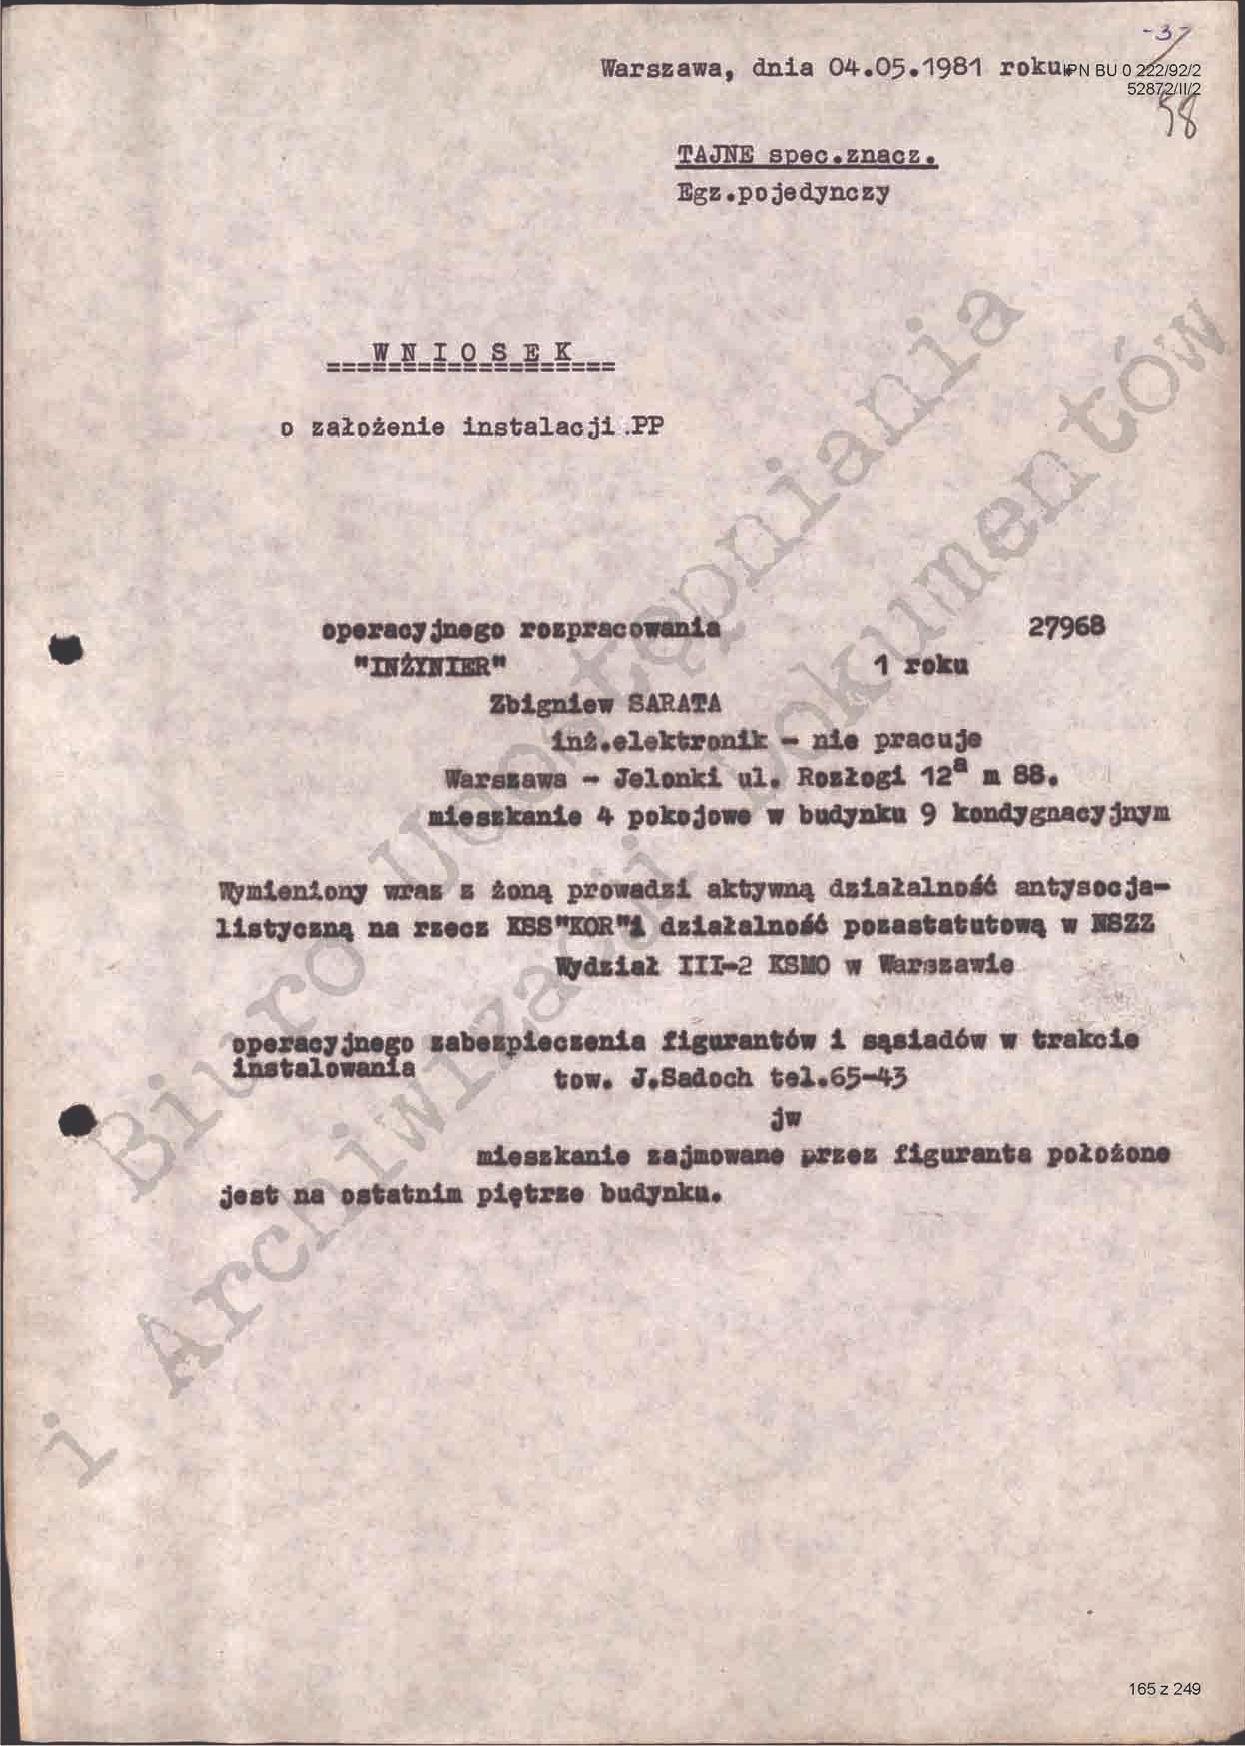 -37
Warszawa, dnia 04.05.1981 roku.
IPN BU 0 222/92/2
52872/II/2
58
TAJNE spec.znacz.
Egz.pojedynczy
W N I O S E K
===================
o założenie instalacji PP
operacyjnego rozpracowania 27968
"INŻYNIER" 1 roku
Zbigniew SARATA
inż.elektronik - nie pracuje
Warszawa - Jelonki ul. Rozłogi 12a m 88.
mieszkanie 4 pokojowe w budynku 9 kondygnacyjnym
Wymieniony wraz z żoną prowadzi aktywną działalność antysocja-
listyczną na rzecz KSS"KOR"i działalność pozastatutową w NSZZ
Wydział III-2 KSMO w Warszawie
operacyjnego zabezpieczenia figurantów i sąsiadów w trakcie
instalowania
tow. J.Sadoch tel.65-43
jw
mieszkanie zajmowane przez figuranta położone
jest na ostatnim piętrze budynku.
Biuro Udostępniania
i Archiwizacji Dokumentów
165 z 249